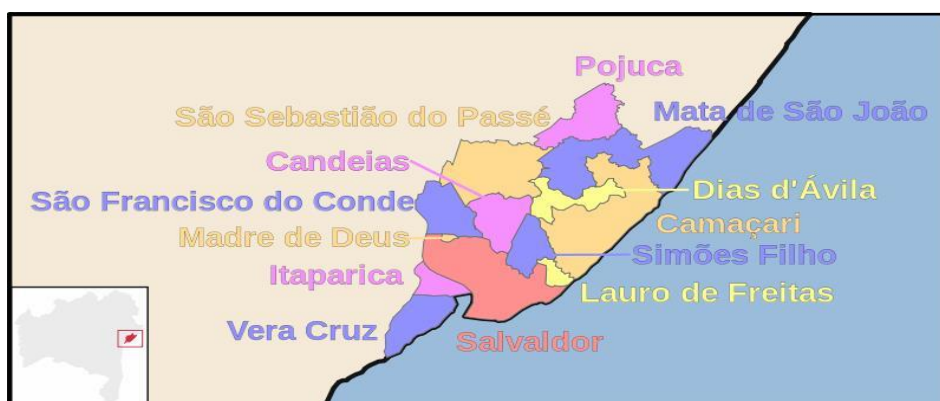 Pojuca
São Sebastião do Passé
Mata de São João
Candeias
Dias d'Ávila
São Francisco do Conde
Camaçari
Madre de Deus
Simões Filho
Itaparica
Lauro de Freitas
Vera Cruz
Salvaldor